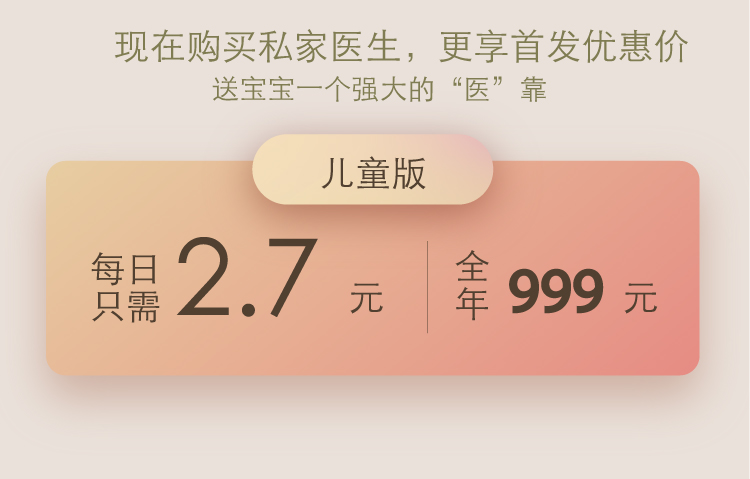 现在购买私家医生，更享首发优惠价
送宝宝一个强大的“医”靠
儿童版
每日只需 2.7 元
全年 999 元